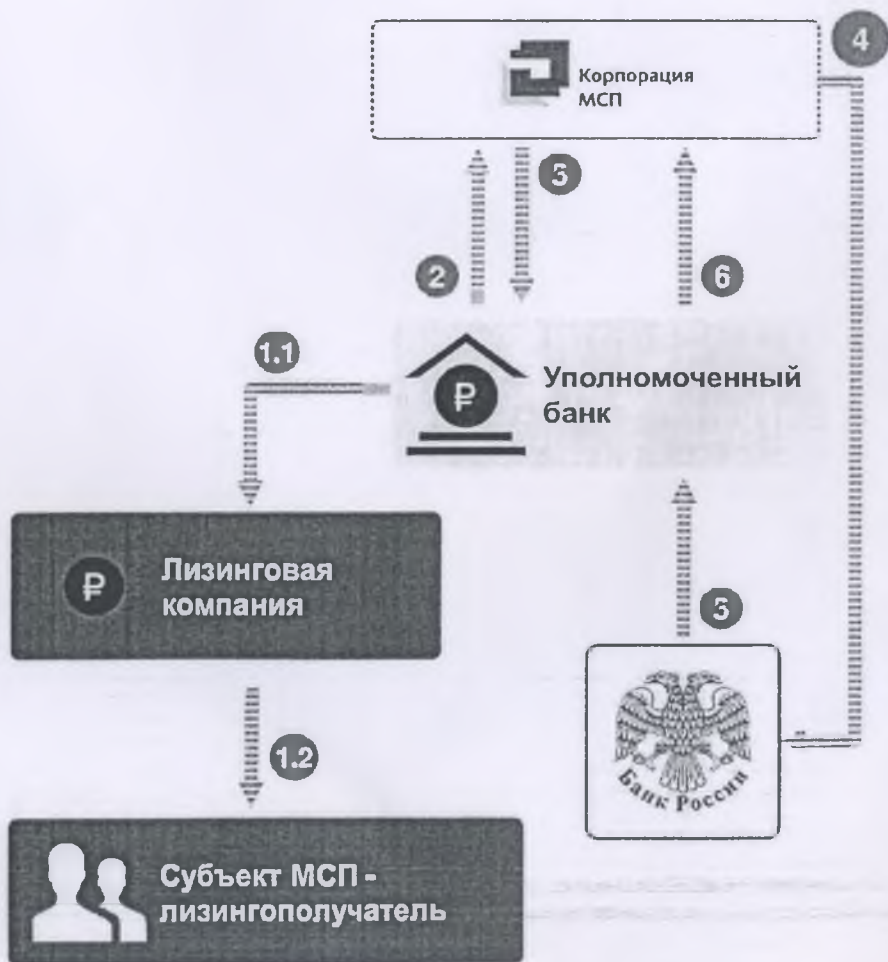 4
Корпорация
МСП
3
2
6
1.1
₽
Уполномоченный
банк
₽
Лизинговая
компания
5
1.2
Банк России
Субъект МСП -
лизингополучатель